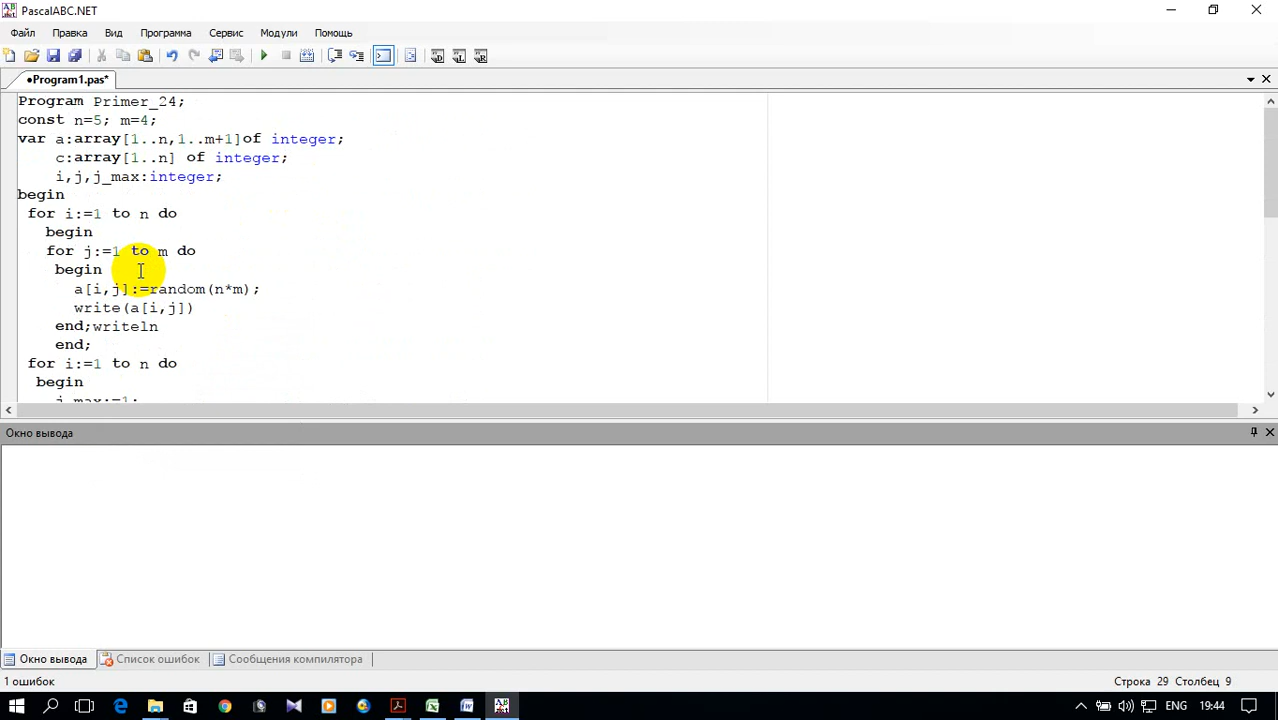 PascalABC.NET
Файл Правка Вид Программа Сервис Модули Помощь
•Program1.pas*
Program Primer_24;
const n=5; m=4;
var a:array[1..n,1..m+1]of integer;
c:array[1..n] of integer;
i,j,j_max:integer;
begin
for i:=1 to n do
begin
for j:=1 to m do
begin
a[i,j]:=random(n*m);
write(a[i,j])
end;writeln
end;
for i:=1 to n do
begin
j_max:=1;
Окно вывода
Окно вывода Список ошибок Сообщения компилятора
1 ошибок Строка 29 Столбец 9
ENG 19:44